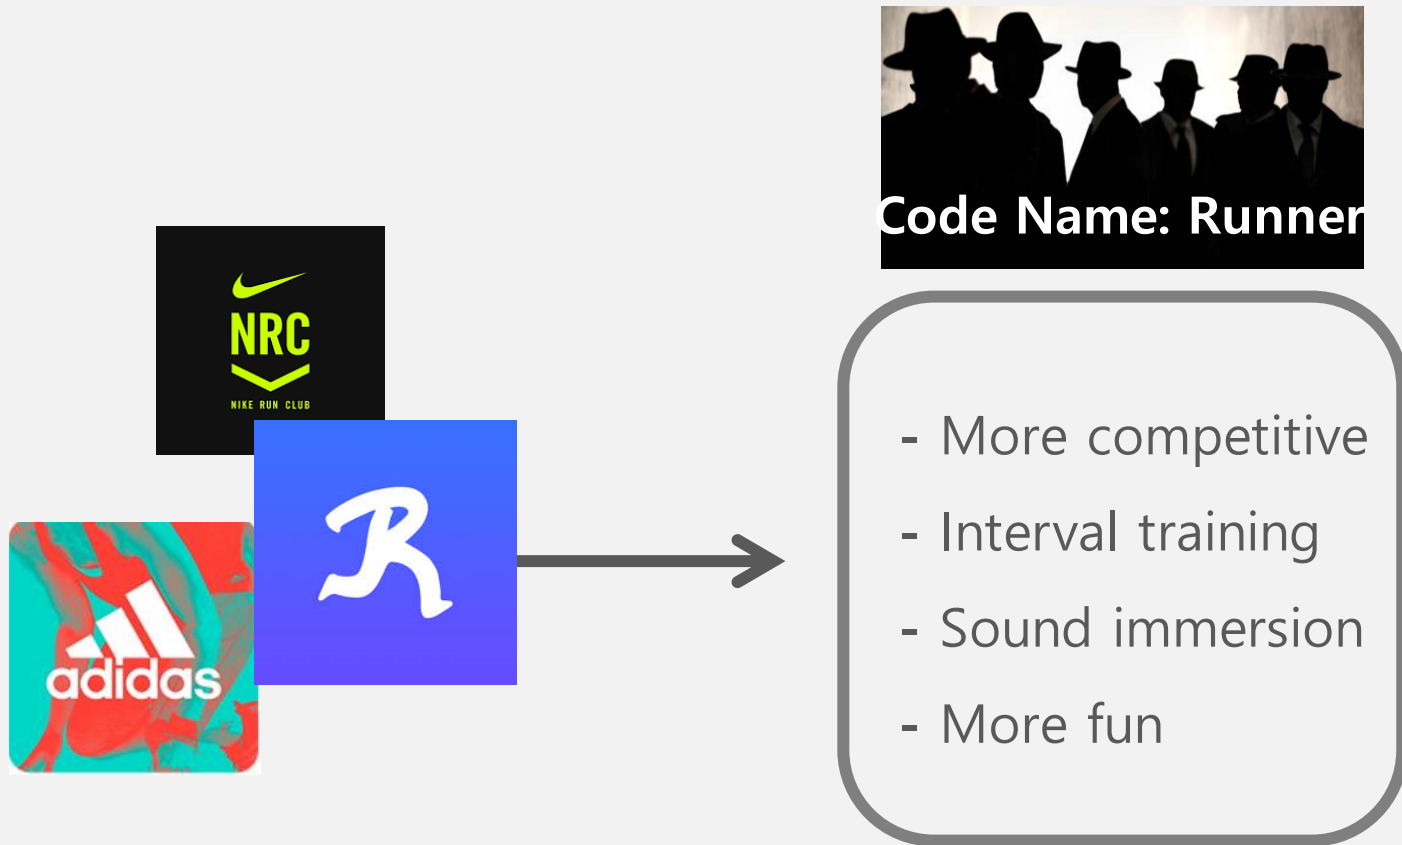 Code Name: Runner
NRC
NIKE RUN CLUB
adidas
- More competitive
- Interval training
- Sound immersion
- More fun